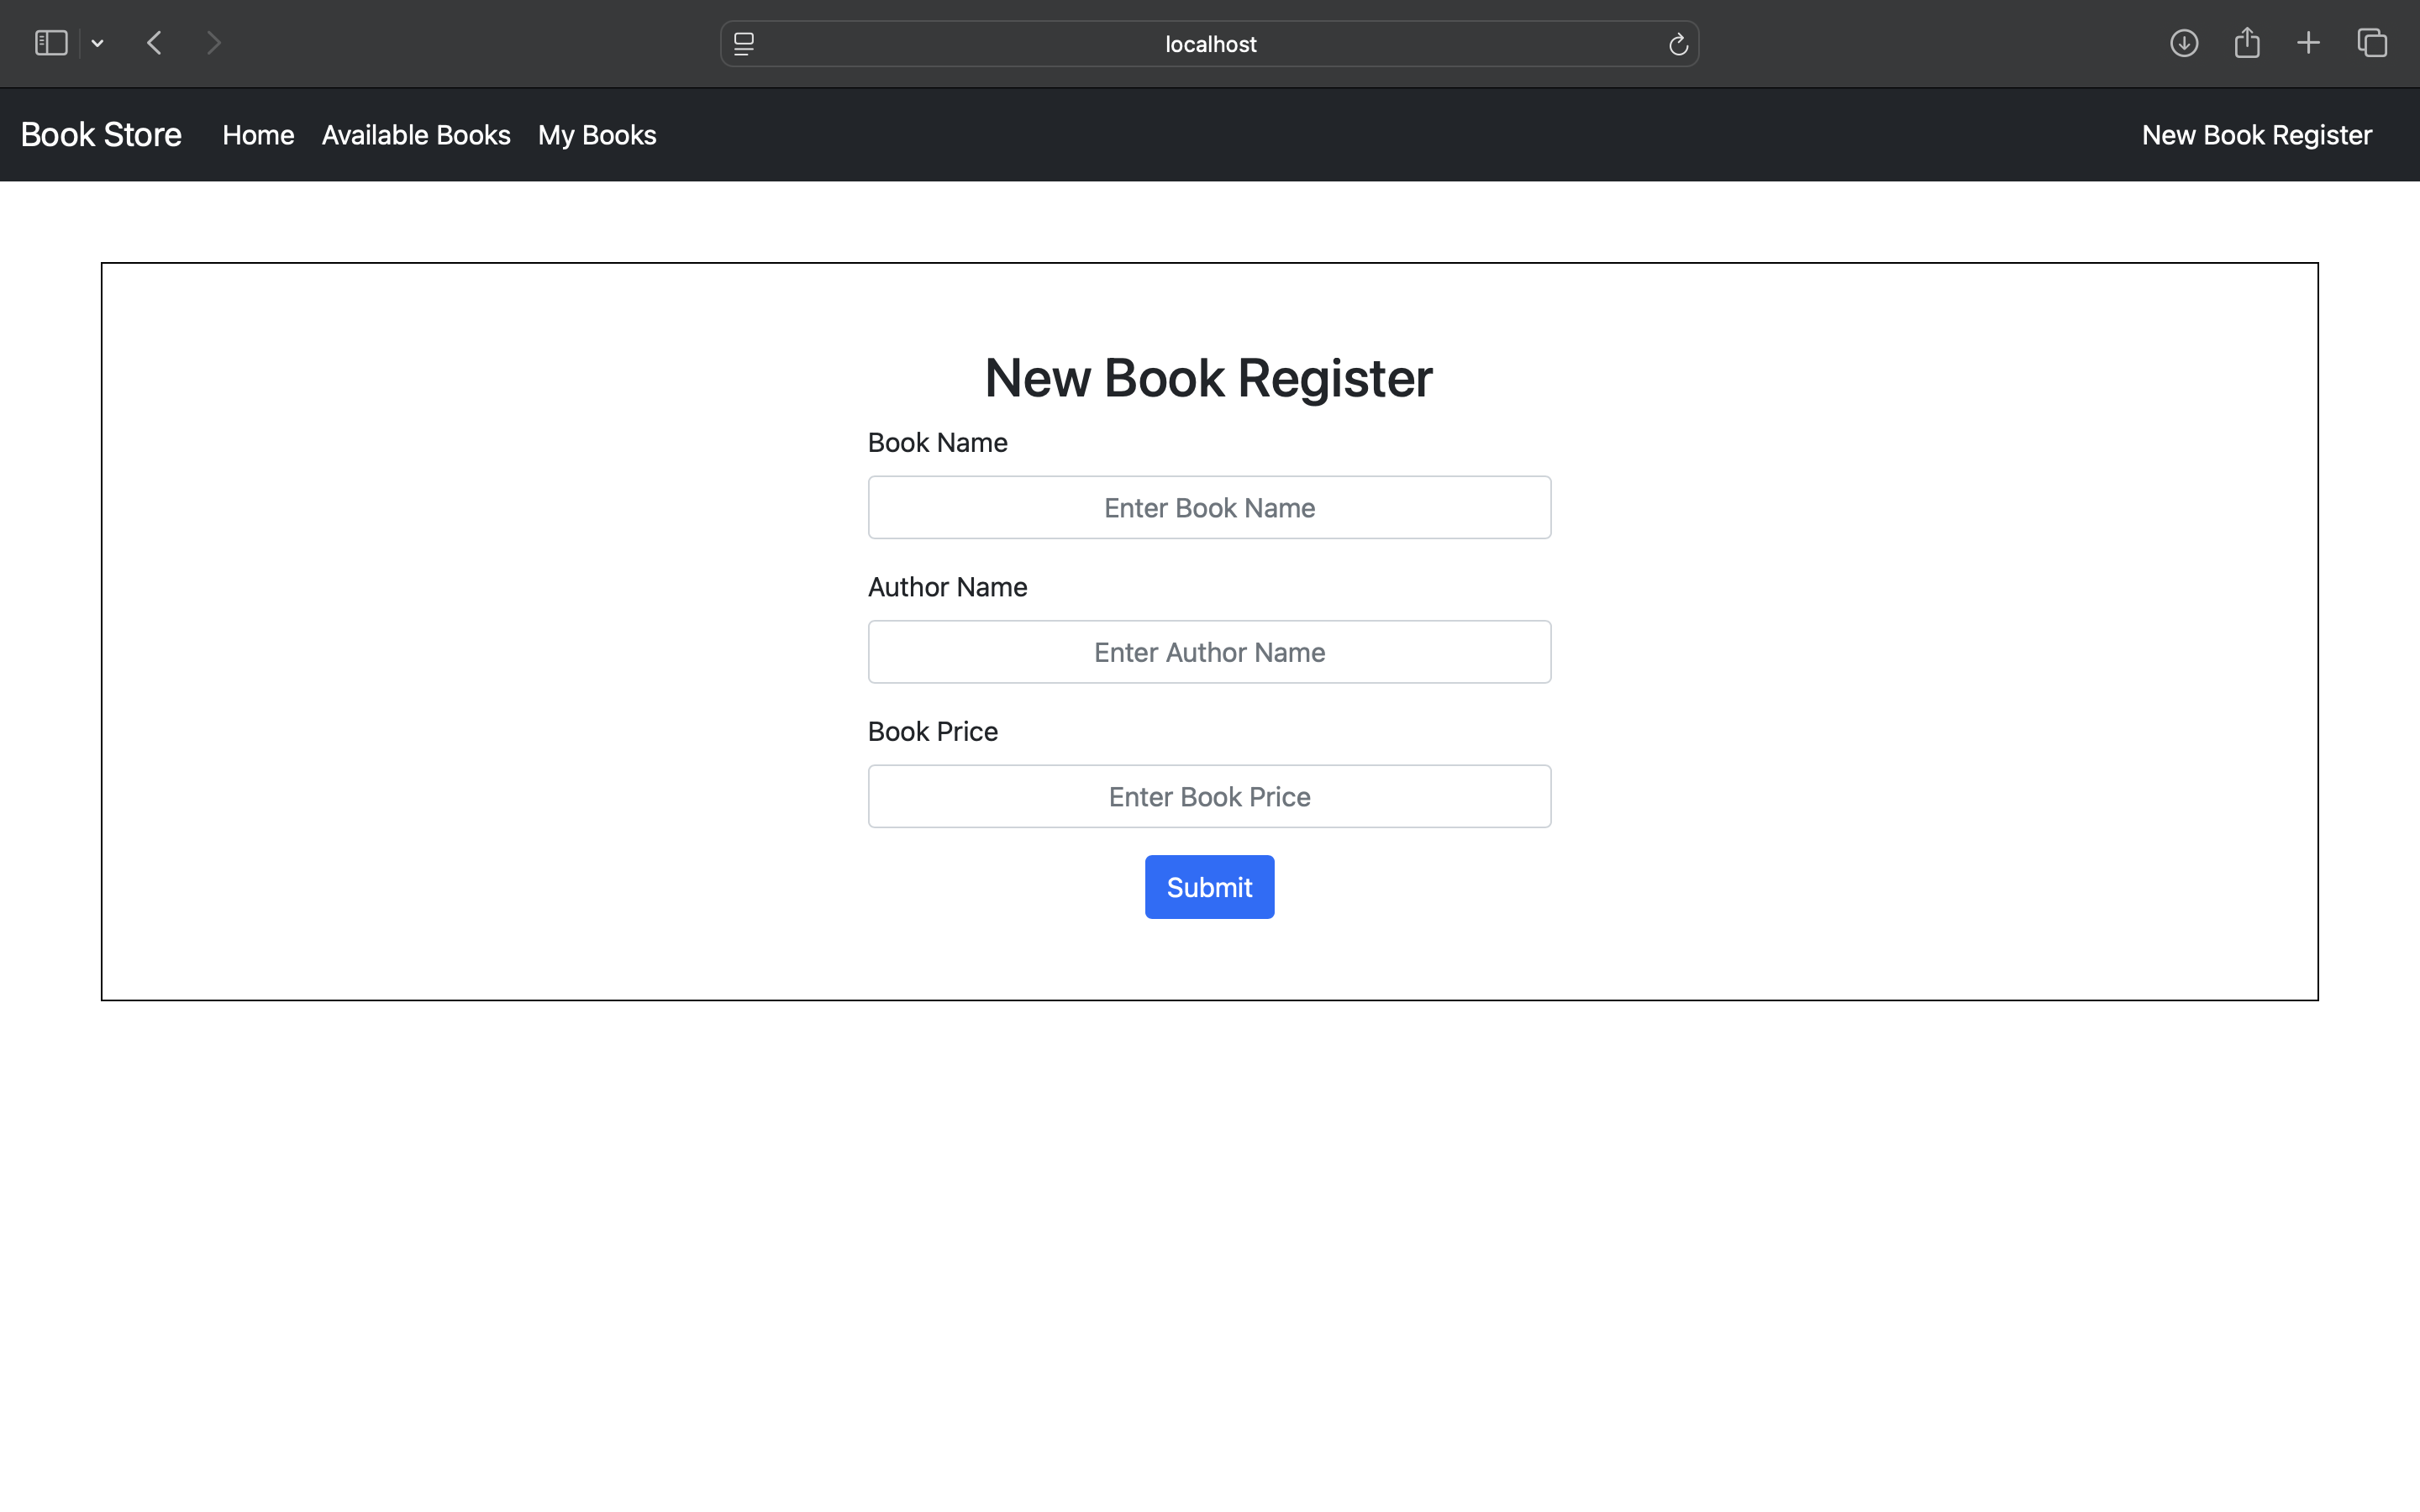 localhost
Book Store Home Available Books My Books New Book Register
New Book Register
Book Name
Enter Book Name
Author Name
Enter Author Name
Book Price
Enter Book Price
Submit